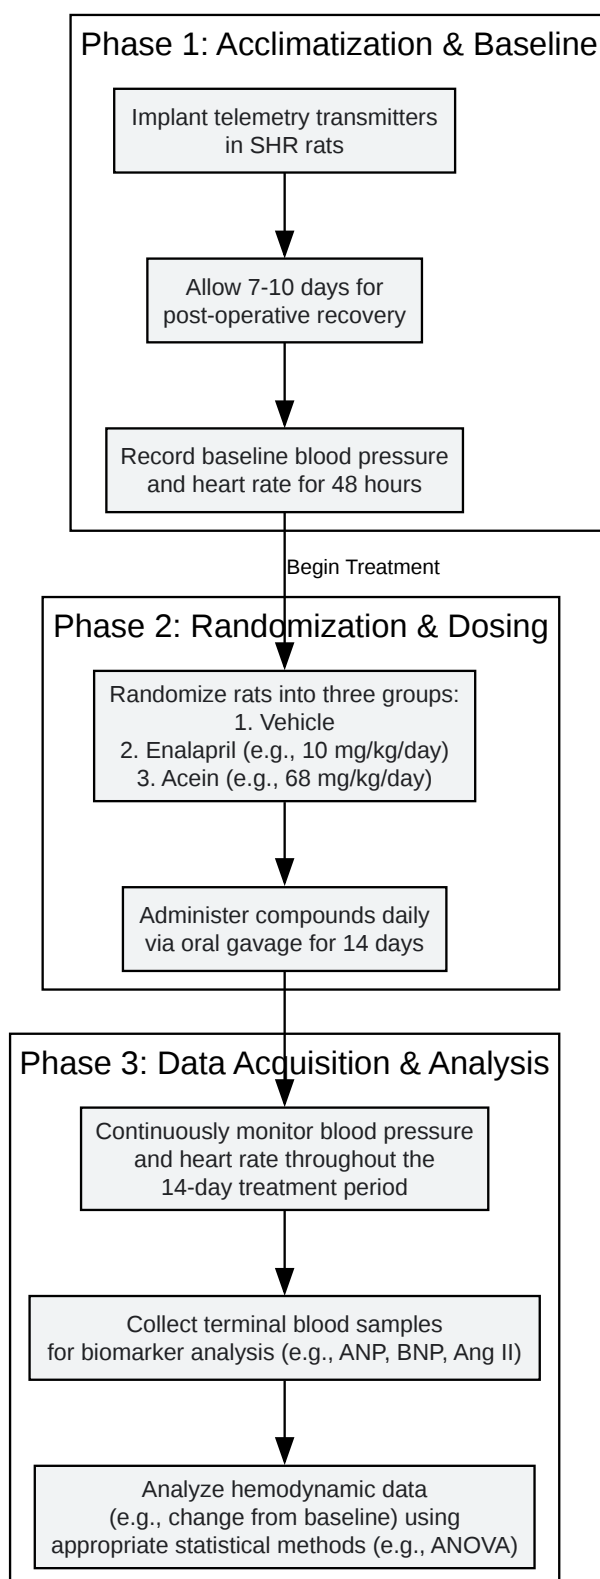 Phase 1: Acclimatization & Baseline
Implant telemetry transmitters
in SHR rats
Allow 7-10 days for
post-operative recovery
Record baseline blood pressure
and heart rate for 48 hours
Begin Treatment
Phase 2: Randomization & Dosing
Randomize rats into three groups:
1. Vehicle
2. Enalapril (e.g., 10 mg/kg/day)
3. Acein (e.g., 68 mg/kg/day)
Administer compounds daily
via oral gavage for 14 days
Phase 3: Data Acquisition & Analysis
Continuously monitor blood pressure
and heart rate throughout the
14-day treatment period
Collect terminal blood samples
for biomarker analysis (e.g., ANP, BNP, Ang II)
Analyze hemodynamic data
(e.g., change from baseline) using
appropriate statistical methods (e.g., ANOVA)